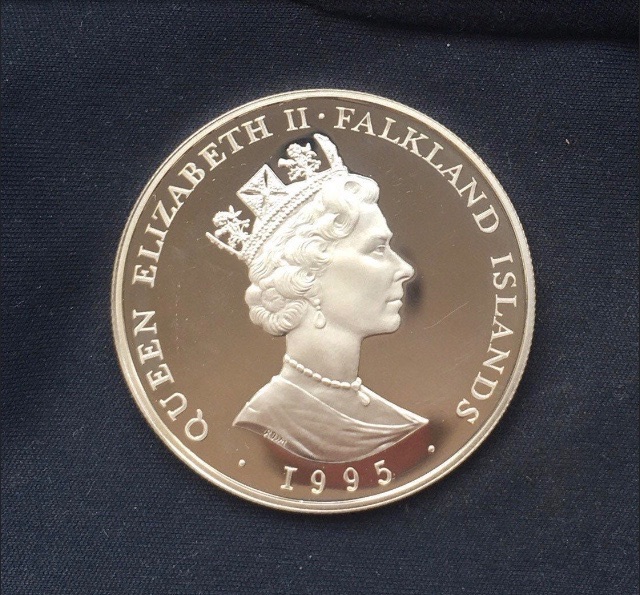 QUEEN ELIZABETH II · FALKLAND ISLANDS
· 1995 ·